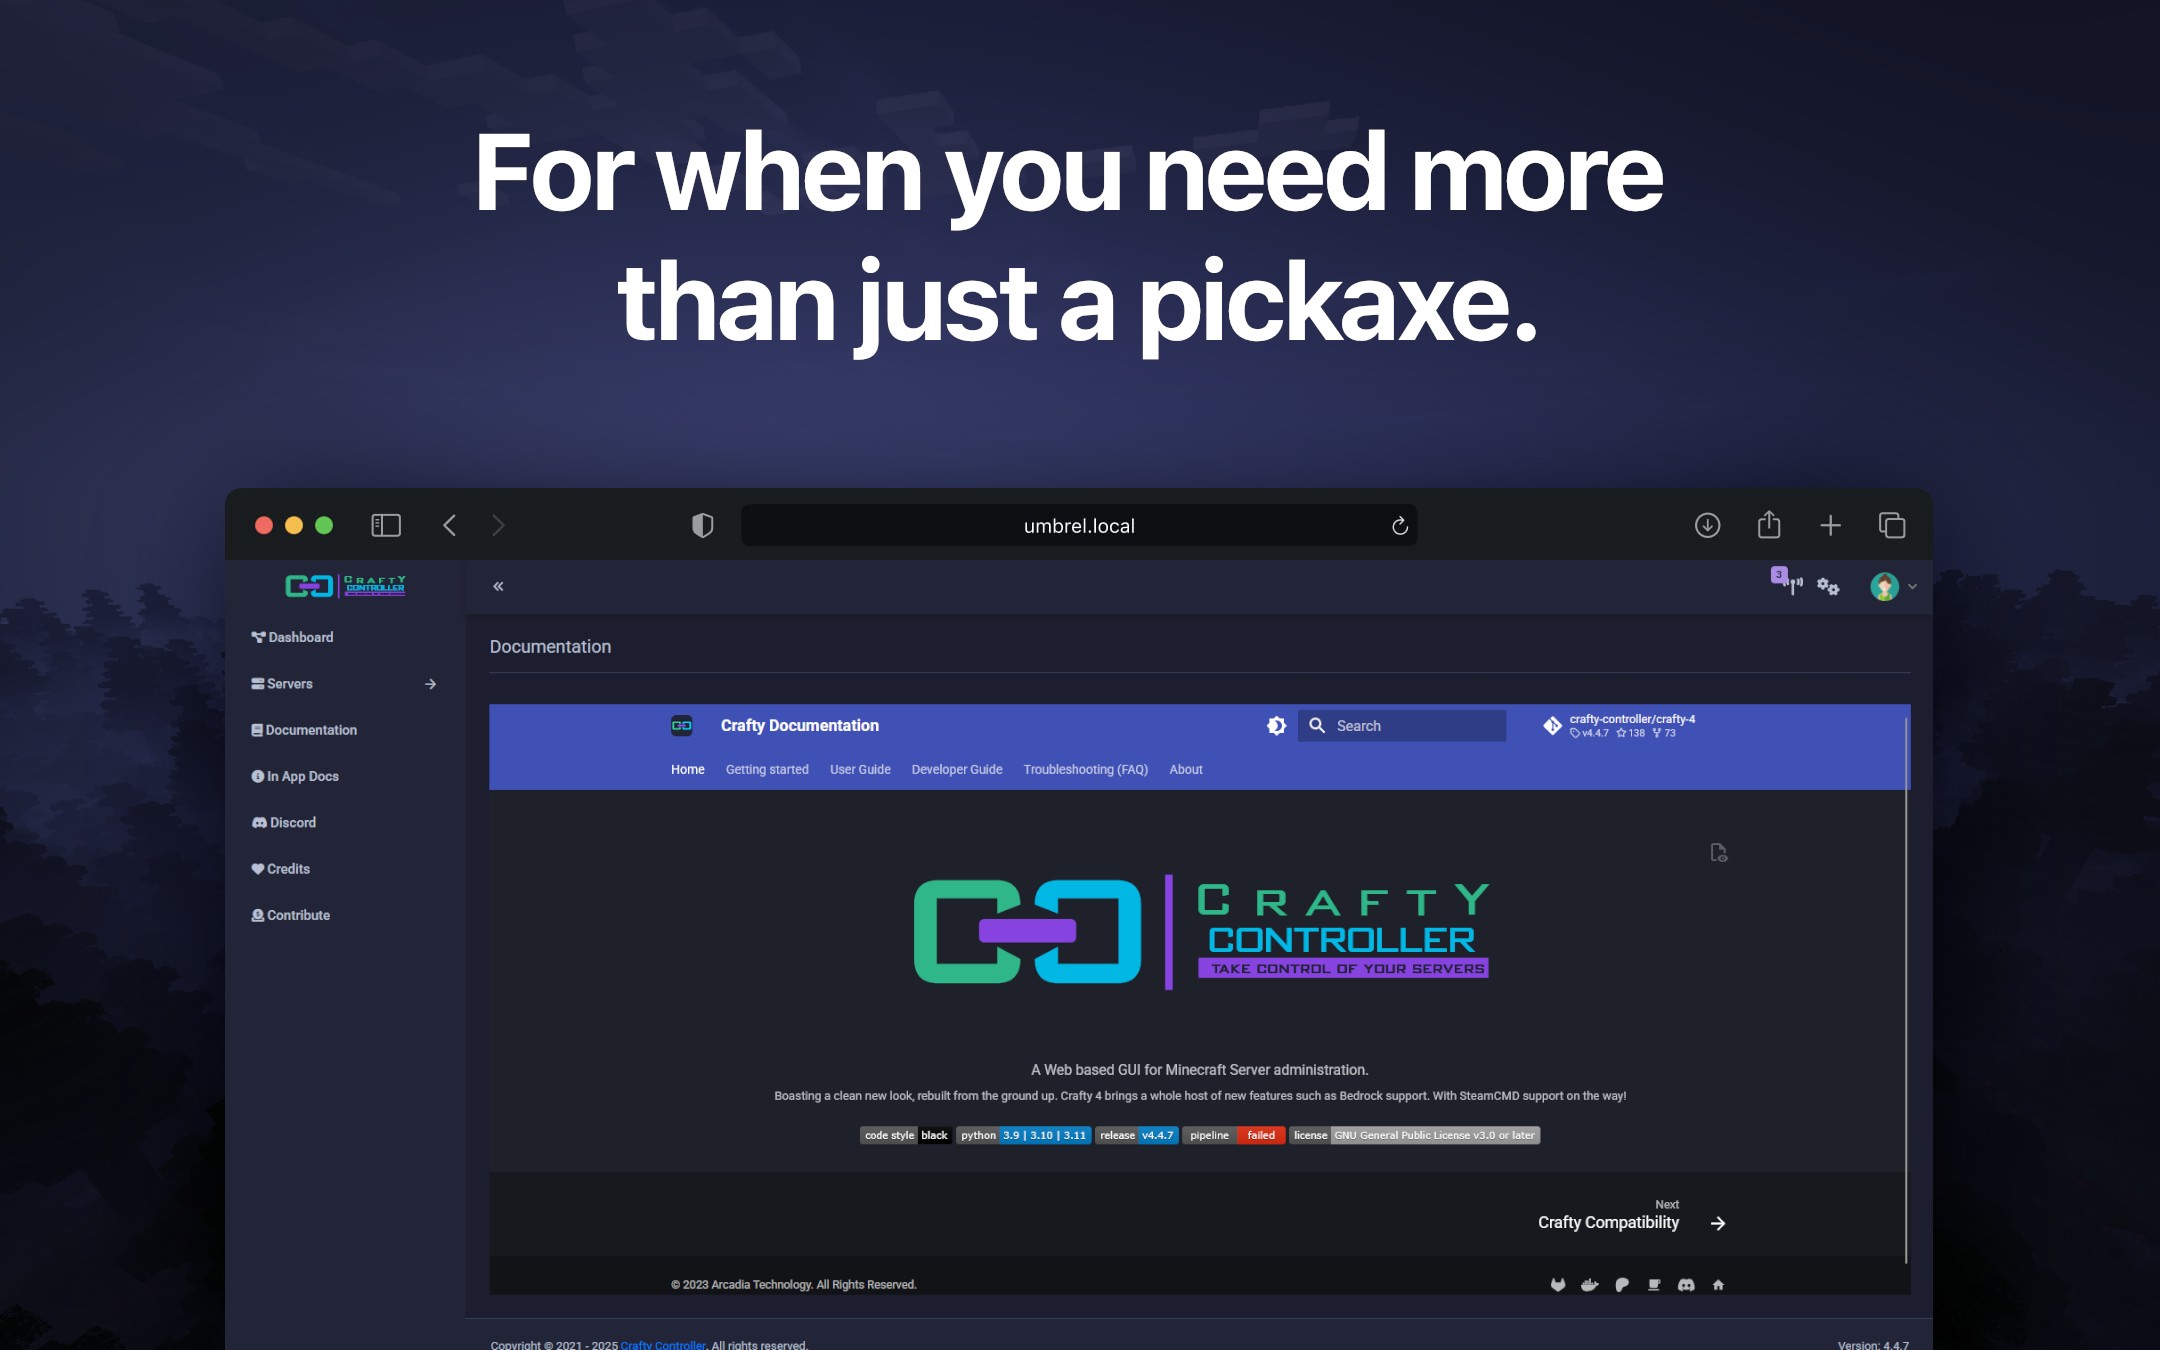 For when you need more
than just a pickaxe.
umbrel.local
CRAFTY
CONTROLLER
3
Dashboard
Servers
Documentation
In App Docs
Discord
Credits
Contribute
Documentation
Crafty Documentation
Search
crafty-controller/crafty-4
v4.4.7 138 73
Home Getting started User Guide Developer Guide Troubleshooting (FAQ) About
CRAFTY
CONTROLLER
TAKE CONTROL OF YOUR SERVERS
A Web based GUI for Minecraft Server administration.
Boasting a clean new look, rebuilt from the ground up. Crafty 4 brings a whole host of new features such as Bedrock support. With SteamCMD support on the way!
code style black python 3.9 | 3.10 | 3.11 release v4.4.7 pipeline failed license GNU General Public License v3.0 or later
Next
Crafty Compatibility
© 2023 Arcadia Technology. All Rights Reserved.
Copyright © 2021 - 2025 Crafty Controller. All rights reserved.
Version: 4.4.7